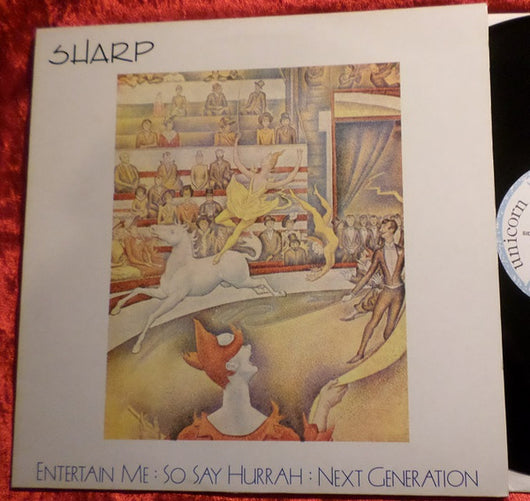 SHARP
ENTERTAIN ME : SO SAY HURRAH : NEXT GENERATION
unicorn